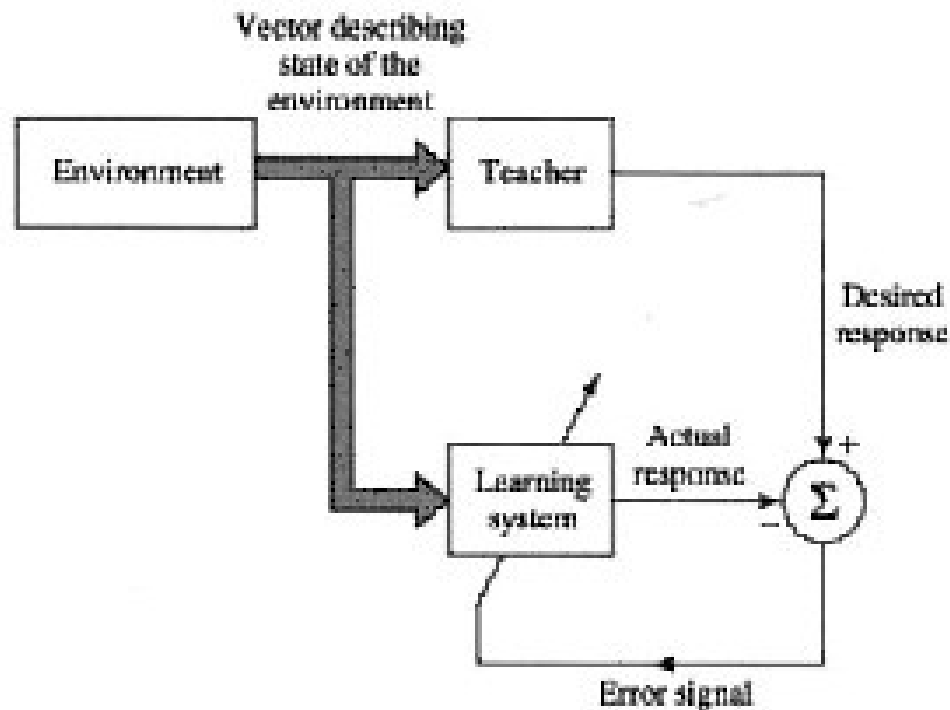 Vector describing
state of the
environment
Environment
Teacher
Desired
response
+
Actual
response
Learning
system
−
Σ
Error signal